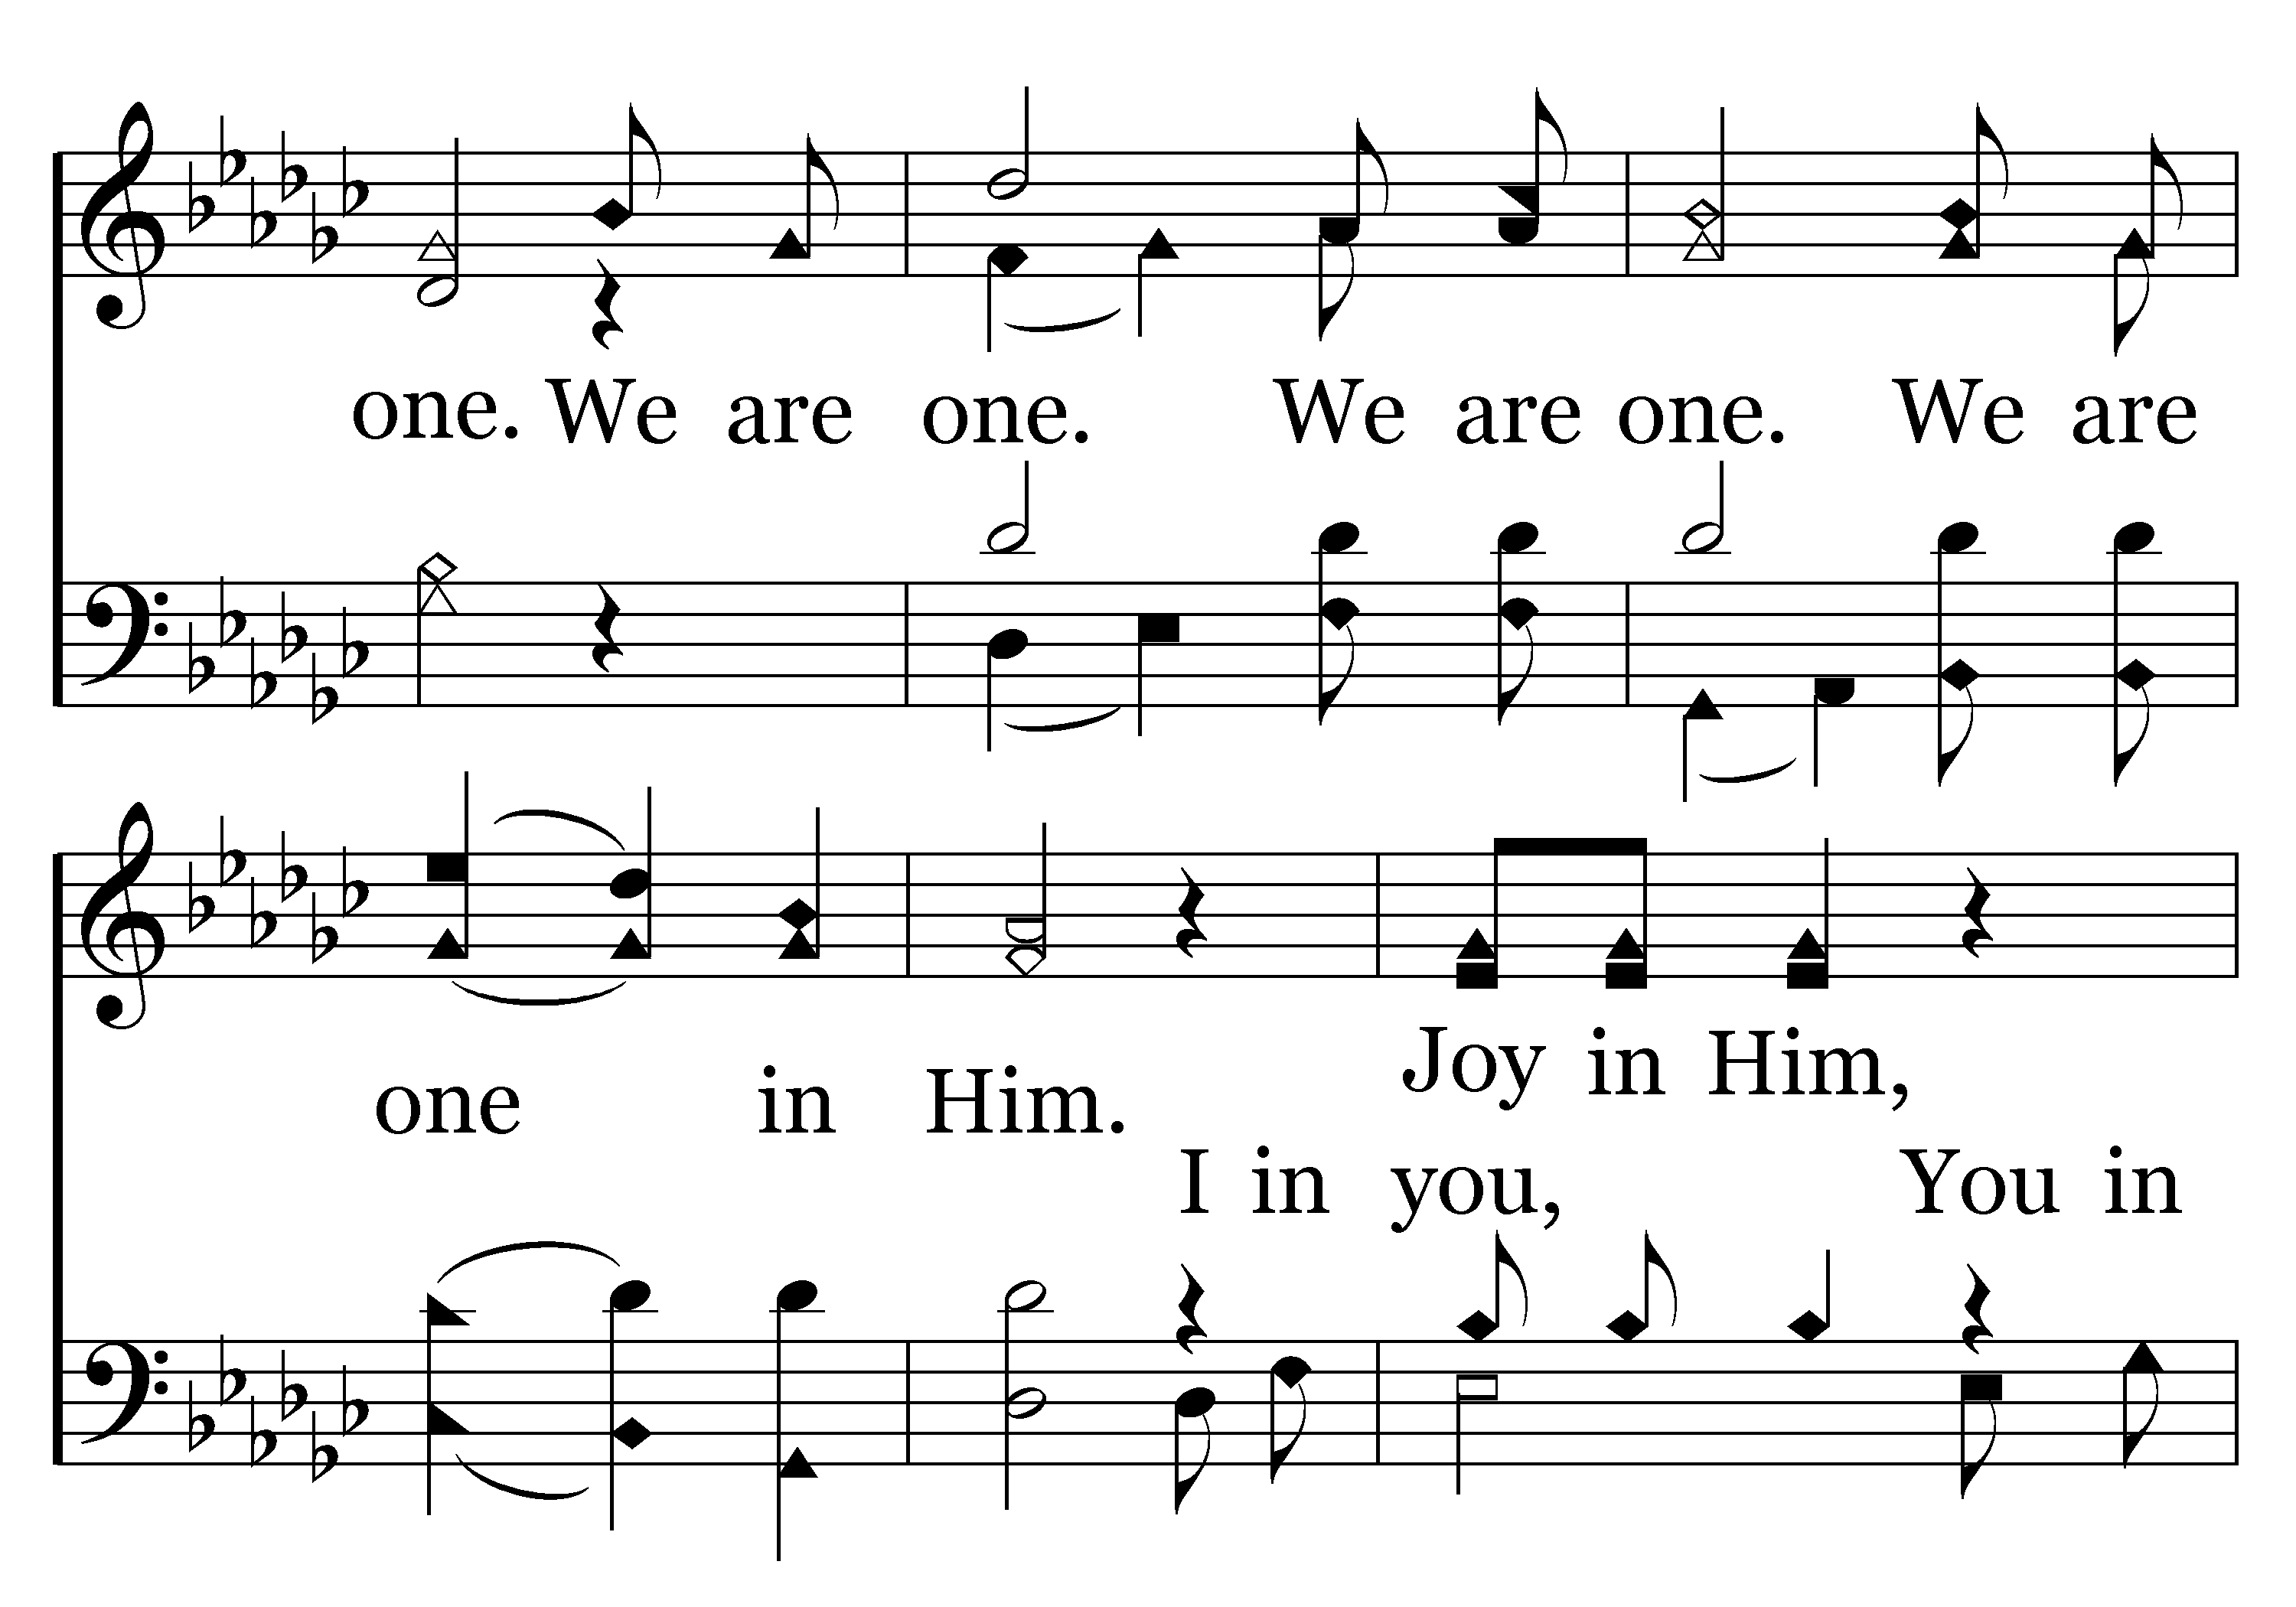 one. We are one. We are one. We are
one in Him. Joy in Him,
I in you, You in